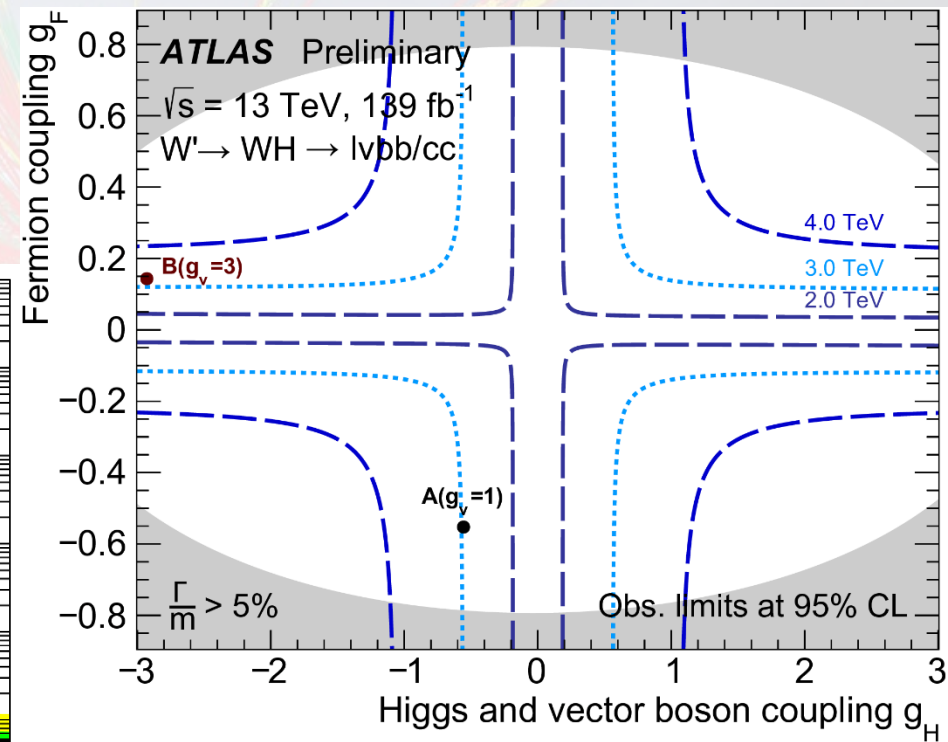 ATLAS Preliminary
√s = 13 TeV, 139 fb⁻¹
W'→ WH → lνbb/cc
4.0 TeV
3.0 TeV
2.0 TeV
B(g_v=3)
A(g_v=1)
Γ/m > 5%
Obs. limits at 95% CL
Fermion coupling g_F
0.8
0.6
0.4
0.2
0
−0.2
−0.4
−0.6
−0.8
−3 −2 −1 0 1 2 3
Higgs and vector boson coupling g_H